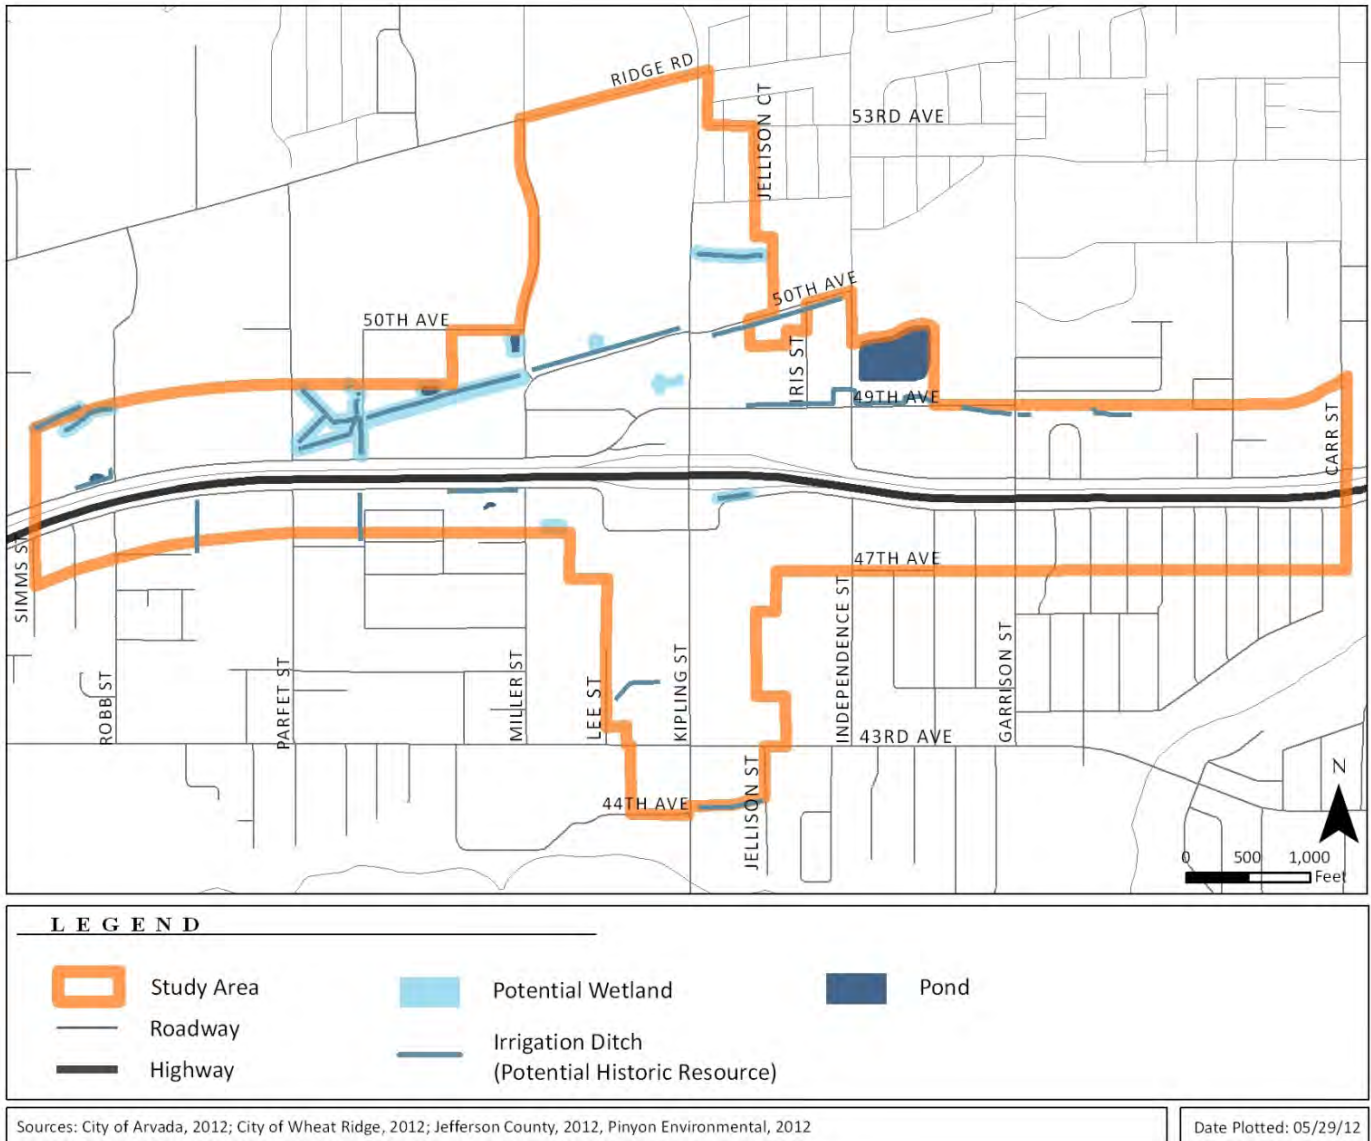 RIDGE RD
JELLISON CT
53RD AVE
50TH AVE
50TH AVE
IRIS ST
49TH AVE
CARR ST
SIMMS ST
47TH AVE
ROBB ST
PARFET ST
MILLER ST
LEE ST
KIPLING ST
INDEPENDENCE ST
GARRISON ST
43RD AVE
44TH AVE
JELLISON ST
N
0 500 1,000
Feet
LEGEND
Study Area
Roadway
Highway
Potential Wetland
Irrigation Ditch
(Potential Historic Resource)
Pond
Sources: City of Arvada, 2012; City of Wheat Ridge, 2012; Jefferson County, 2012, Pinyon Environmental, 2012
Date Plotted: 05/29/12